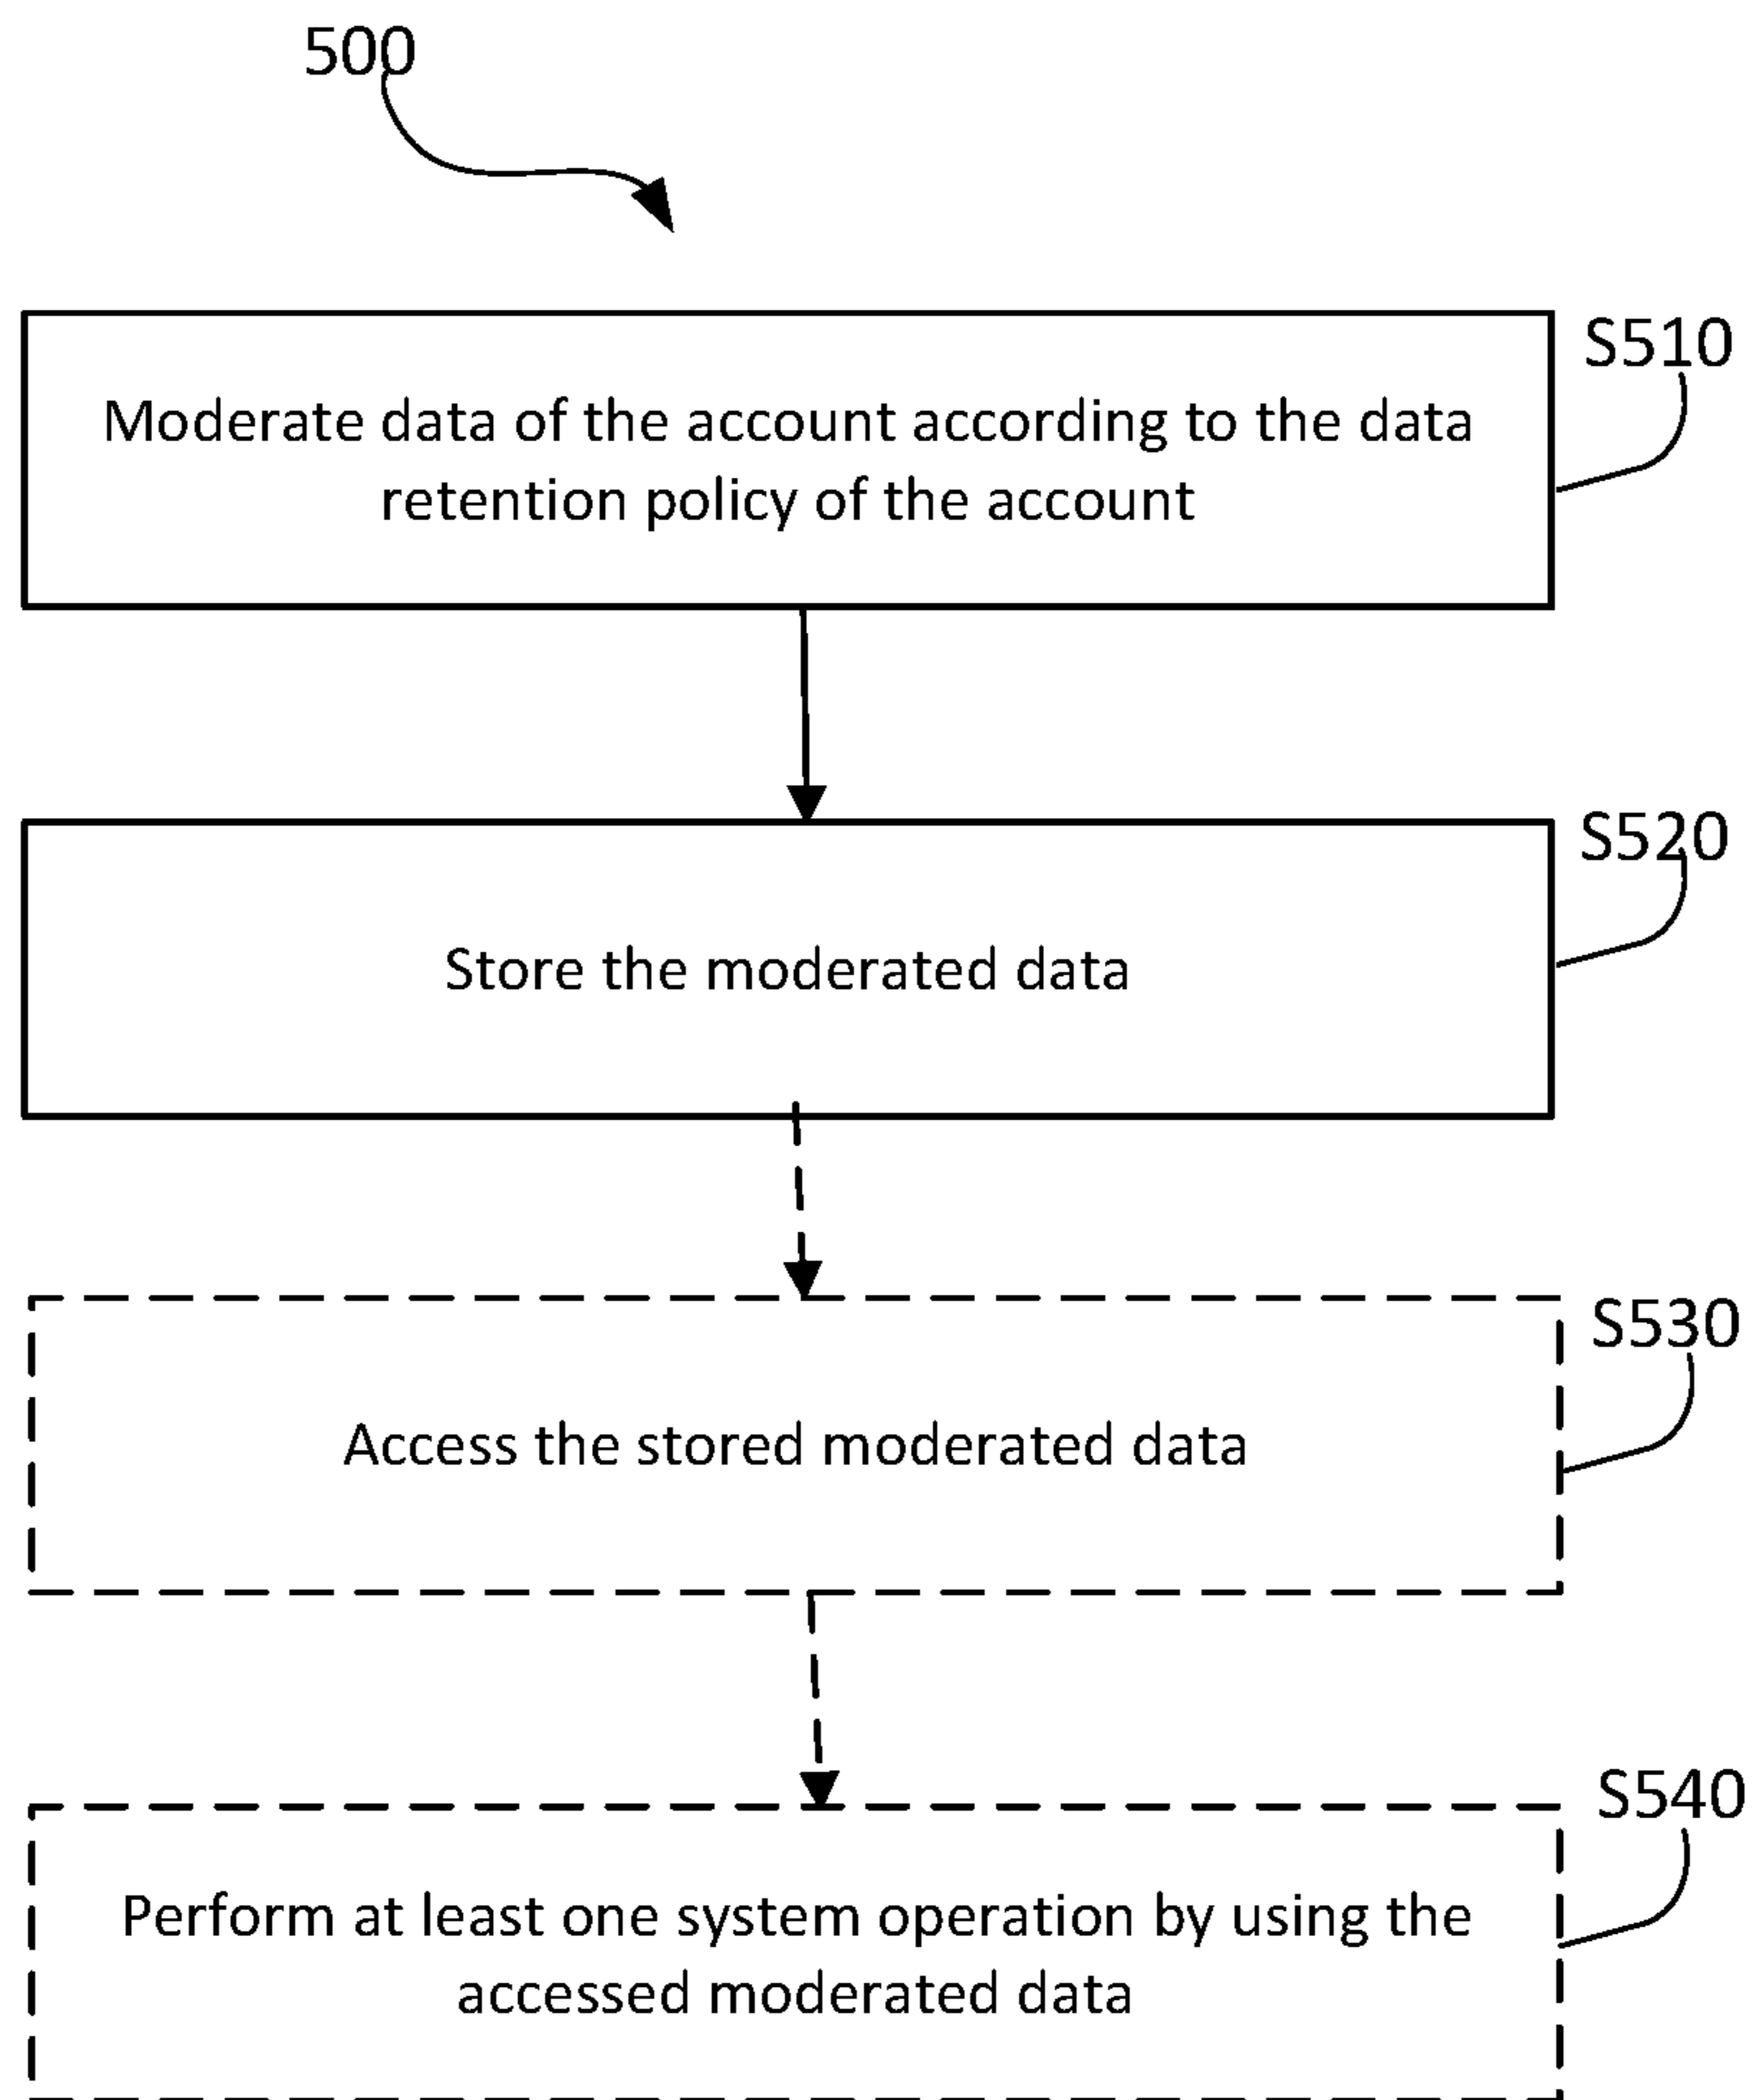 500
S510
Moderate data of the account according to the data
retention policy of the account
S520
Store the moderated data
S530
Access the stored moderated data
S540
Perform at least one system operation by using the
accessed moderated data